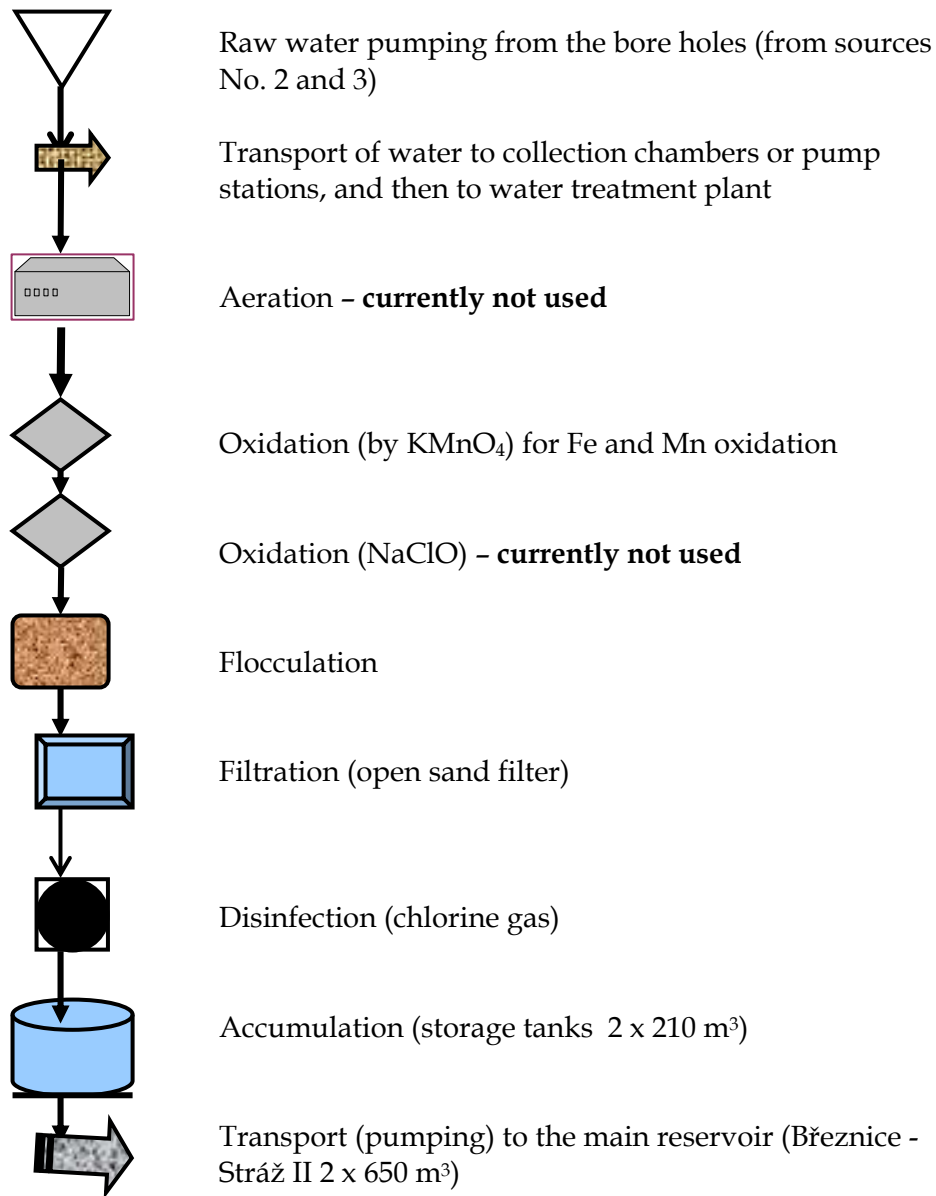 Raw water pumping from the bore holes (from sources
No. 2 and 3)
Transport of water to collection chambers or pump
stations, and then to water treatment plant
Aeration – currently not used
Oxidation (by KMnO₄) for Fe and Mn oxidation
Oxidation (NaClO) – currently not used
Flocculation
Filtration (open sand filter)
Disinfection (chlorine gas)
Accumulation (storage tanks 2 x 210 m³)
Transport (pumping) to the main reservoir (Březnice -
Stráž II 2 x 650 m³)